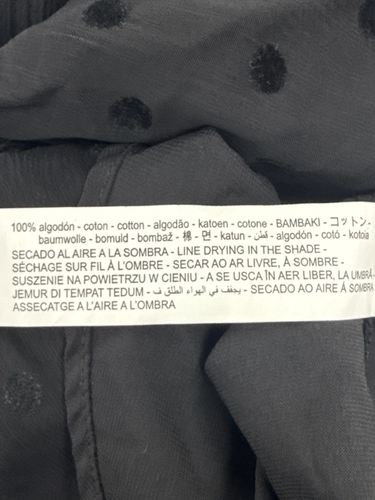 100% algodón - coton - cotton - algodão - katoen - cotone - BAMBAKI - コットン -
baumwolle - bomuid - bombaž - 棉 - 면 - katun - قطن - algodón - cotó - kotoia
SECADO AL AIRE A LA SOMBRA - LINE DRYING IN THE SHADE -
SÉCHAGE SUR FIL À L'OMBRE - SECAR AO AR LIVRE, À SOMBRE -
SUSZENIE NA POWIETRZU W CIENIU - A SE USCA ÎN AER LIBER, LA UMBRĂ
JEMUR DI TEMPAT TEDUM - يجفف في الهواء الطلق ف - SECADO AO AIRE Á SOMBRA
ASSECATGE A L'AIRE A L'OMBRA